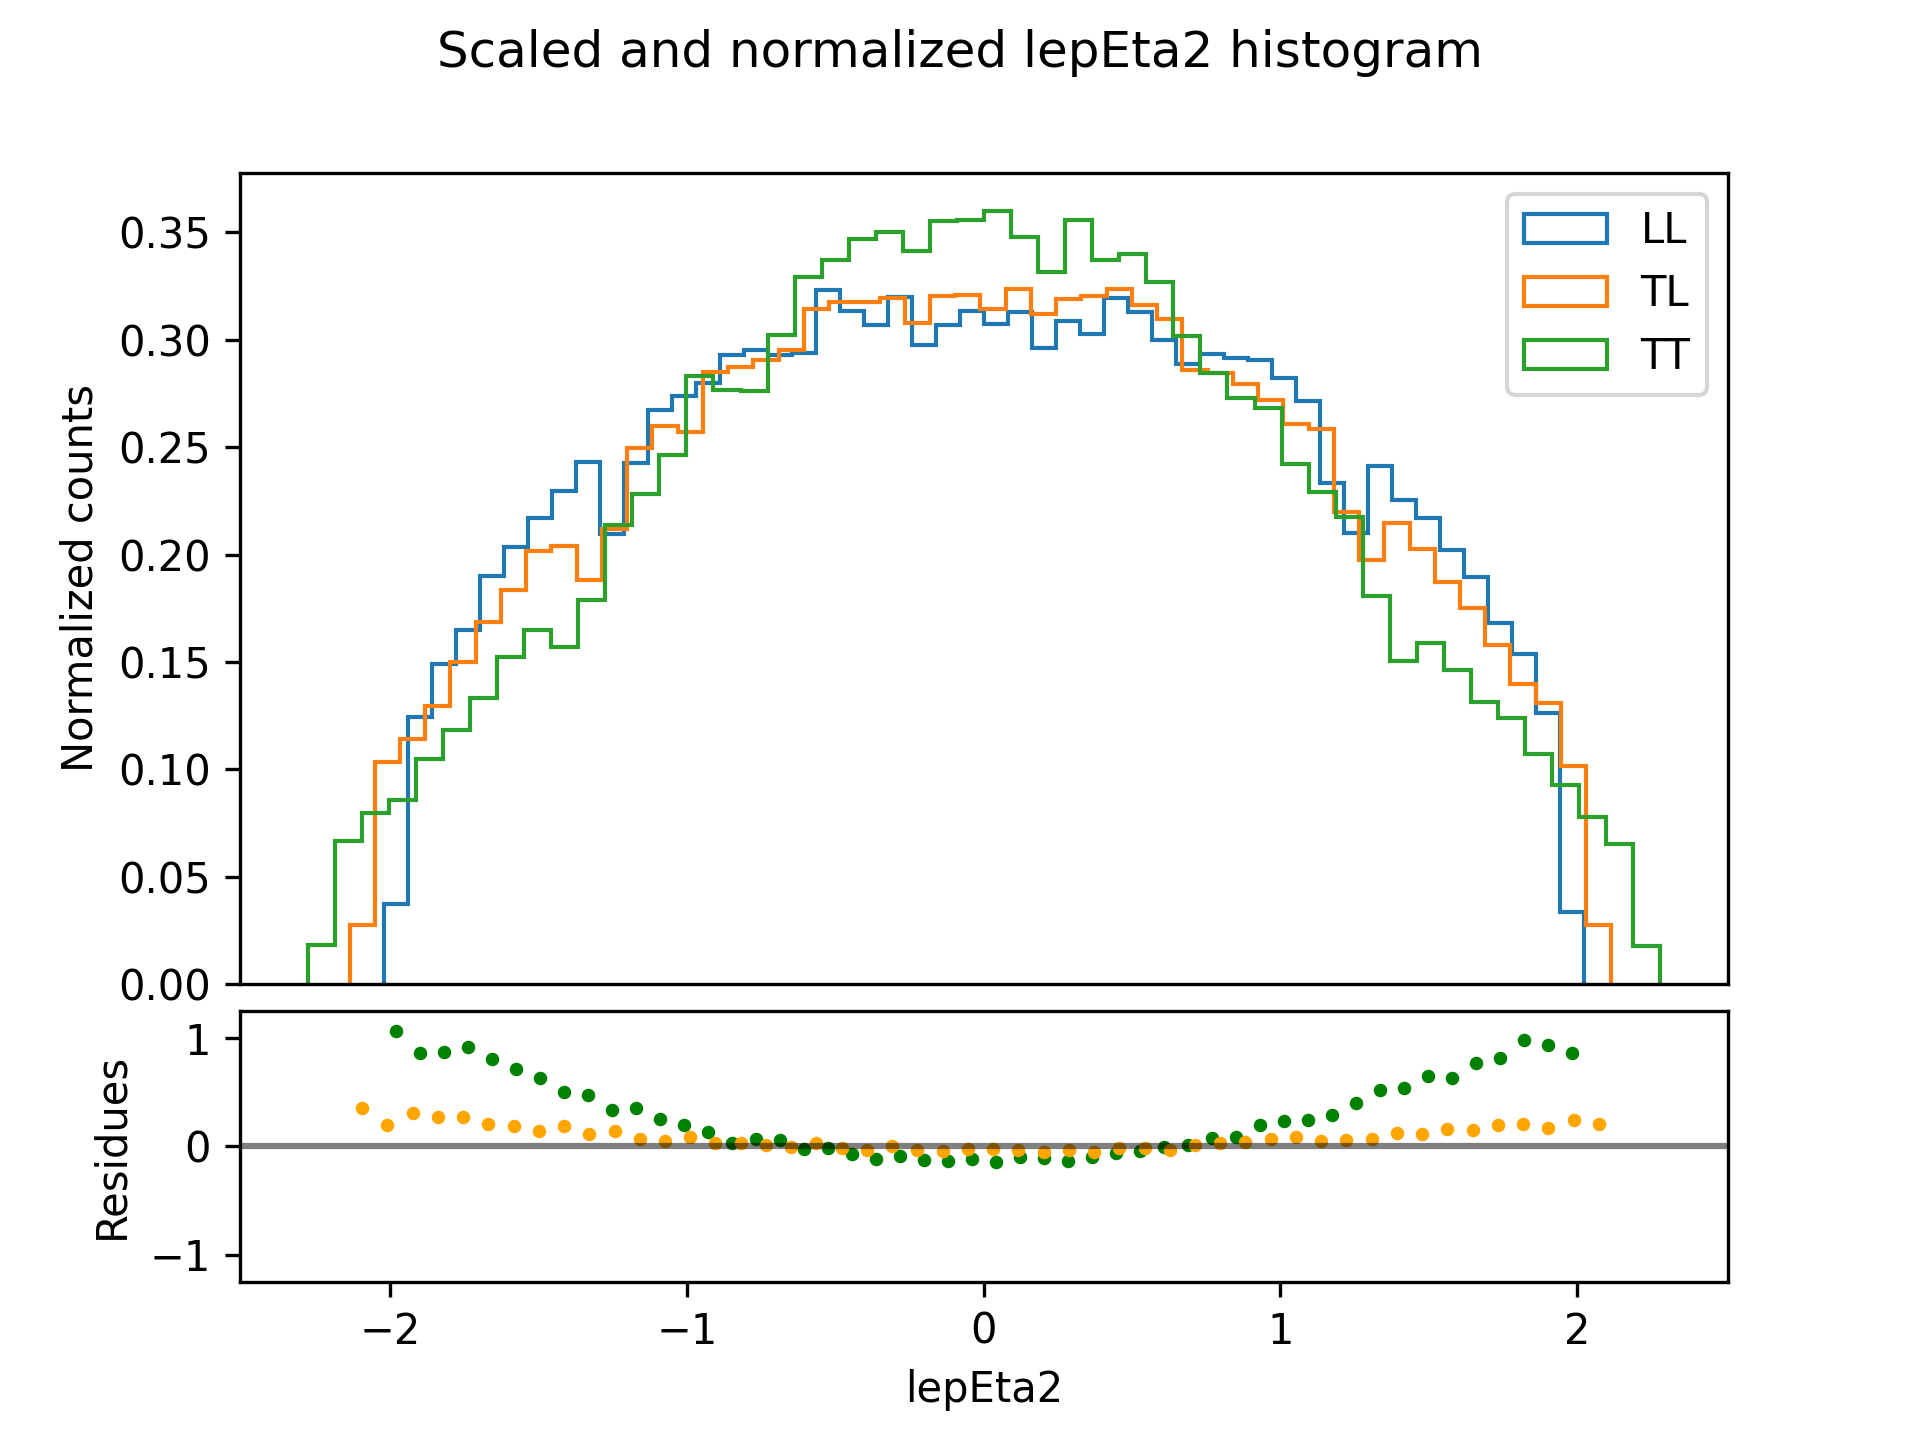 Scaled and normalized lepEta2 histogram
0.35
0.30
0.25
0.20
0.15
0.10
0.05
0.00
Normalized counts
LL
TL
TT
1
0
−1
Residues
−2 −1 0 1 2
lepEta2